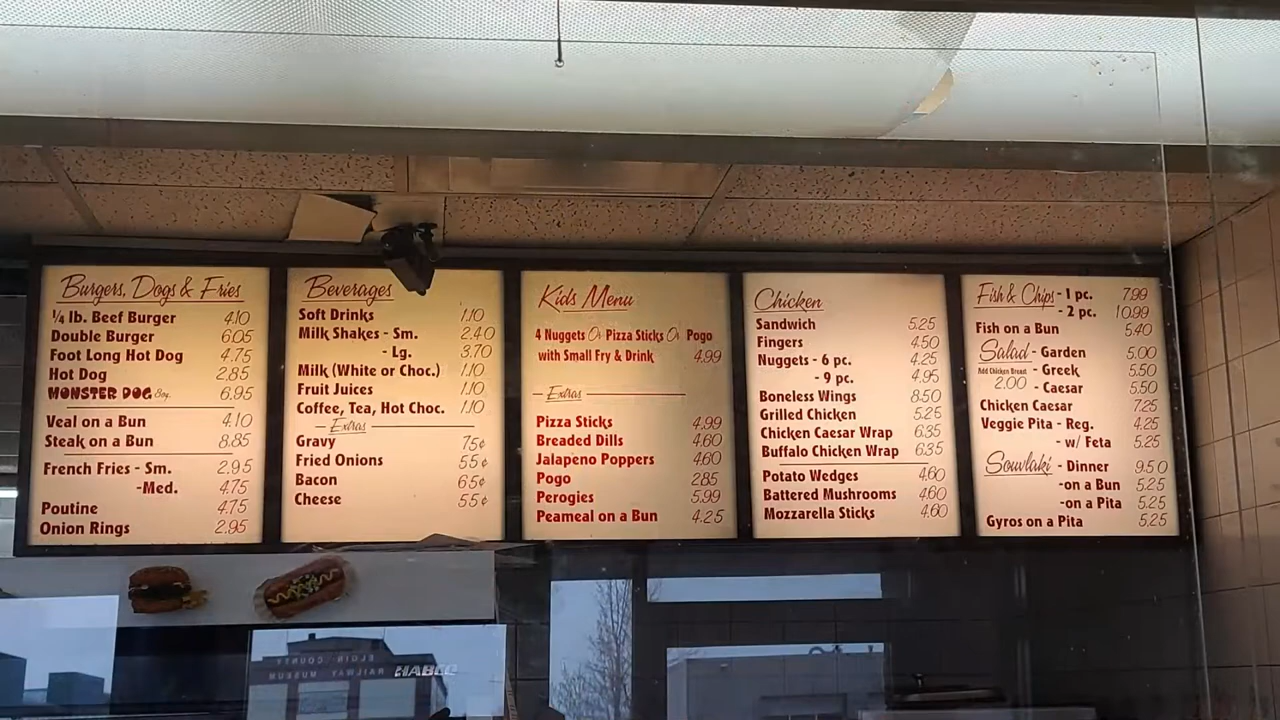 Burgers, Dogs & Fries
¼ lb. Beef Burger 4.10
Double Burger 6.05
Foot Long Hot Dog 4.75
Hot Dog 2.85
MONSTER DOG 8oz. 6.95
Veal on a Bun 4.10
Steak on a Bun 8.85
French Fries - Sm. 2.95
-Med. 4.75
Poutine 4.75
Onion Rings 2.95
Beverages
Soft Drinks 1.10
Milk Shakes - Sm. 2.40
- Lg. 3.70
Milk (White or Choc.) 1.10
Fruit Juices 1.10
Coffee, Tea, Hot Choc. 1.10
Extras
Gravy 75¢
Fried Onions 55¢
Bacon 65¢
Cheese 55¢
Kids Menu
4 Nuggets Or Pizza Sticks Or Pogo
with Small Fry & Drink 4.99
Extras
Pizza Sticks 4.99
Breaded Dills 4.60
Jalapeno Poppers 4.60
Pogo 2.85
Perogies 5.99
Peameal on a Bun 4.25
Chicken
Sandwich 5.25
Fingers 4.50
Nuggets - 6 pc. 4.25
- 9 pc. 4.95
Boneless Wings 8.50
Grilled Chicken 5.25
Chicken Caesar Wrap 6.35
Buffalo Chicken Wrap 6.35
Potato Wedges 4.60
Battered Mushrooms 4.60
Mozzarella Sticks 4.60
Fish & Chips - 1 pc. 7.99
- 2 pc. 10.99
Fish on a Bun 5.40
Salad - Garden 5.00
Add Chicken Breast - Greek 5.50
2.00 - Caesar 5.50
Chicken Caesar 7.25
Veggie Pita - Reg. 4.25
- w/ Feta 5.25
Souvlaki - Dinner 9.50
-on a Bun 5.25
-on a Pita 5.25
Gyros on a Pita 5.25
ELGIN COUNTY
RAILWAY MUSEUM